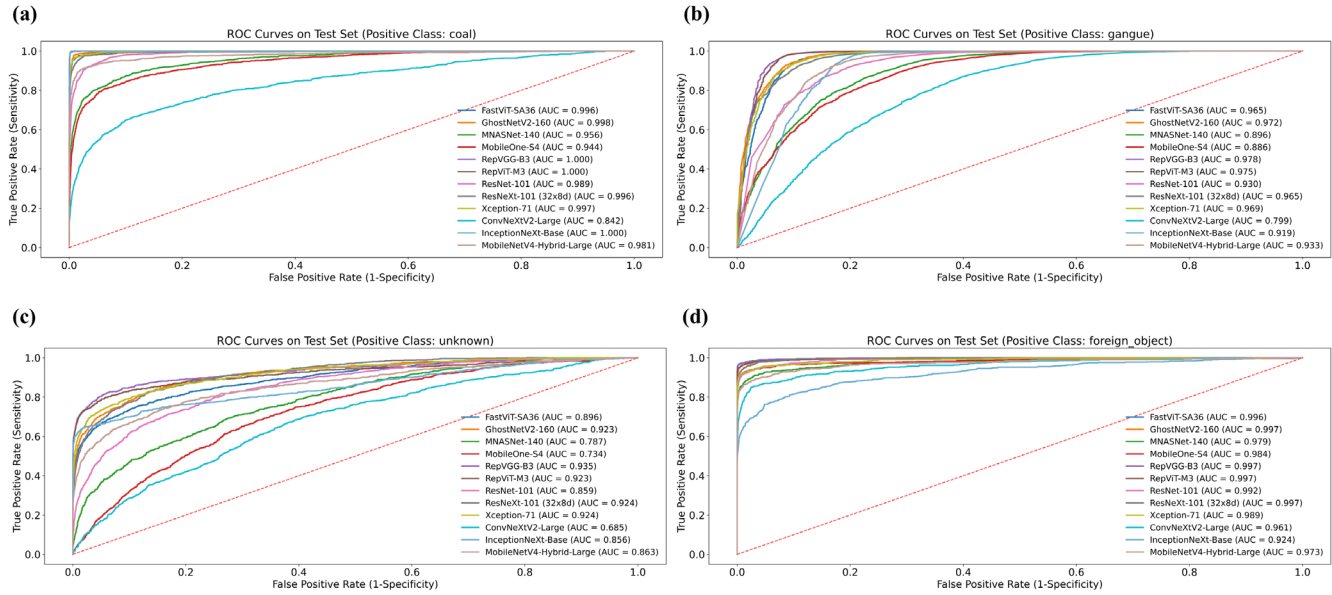 (a)
ROC Curves on Test Set (Positive Class: coal)
True Positive Rate (Sensitivity)
1.0
0.8
0.6
0.4
0.2
0.0
FastViT-SA36 (AUC = 0.996)
GhostNetV2-160 (AUC = 0.998)
MNASNet-140 (AUC = 0.956)
MobileOne-S4 (AUC = 0.944)
RepVGG-B3 (AUC = 1.000)
RepViT-M3 (AUC = 1.000)
ResNet-101 (AUC = 0.989)
ResNeXt-101 (32x8d) (AUC = 0.996)
Xception-71 (AUC = 0.997)
ConvNeXtV2-Large (AUC = 0.842)
InceptionNeXt-Base (AUC = 1.000)
MobileNetV4-Hybrid-Large (AUC = 0.981)
0.0 0.2 0.4 0.6 0.8 1.0
False Positive Rate (1-Specificity)
(b)
ROC Curves on Test Set (Positive Class: gangue)
True Positive Rate (Sensitivity)
1.0
0.8
0.6
0.4
0.2
0.0
FastViT-SA36 (AUC = 0.965)
GhostNetV2-160 (AUC = 0.972)
MNASNet-140 (AUC = 0.896)
MobileOne-S4 (AUC = 0.886)
RepVGG-B3 (AUC = 0.978)
RepViT-M3 (AUC = 0.975)
ResNet-101 (AUC = 0.930)
ResNeXt-101 (32x8d) (AUC = 0.965)
Xception-71 (AUC = 0.969)
ConvNeXtV2-Large (AUC = 0.799)
InceptionNeXt-Base (AUC = 0.919)
MobileNetV4-Hybrid-Large (AUC = 0.933)
0.0 0.2 0.4 0.6 0.8 1.0
False Positive Rate (1-Specificity)
(c)
ROC Curves on Test Set (Positive Class: unknown)
True Positive Rate (Sensitivity)
1.0
0.8
0.6
0.4
0.2
0.0
FastViT-SA36 (AUC = 0.896)
GhostNetV2-160 (AUC = 0.923)
MNASNet-140 (AUC = 0.787)
MobileOne-S4 (AUC = 0.734)
RepVGG-B3 (AUC = 0.935)
RepViT-M3 (AUC = 0.923)
ResNet-101 (AUC = 0.859)
ResNeXt-101 (32x8d) (AUC = 0.924)
Xception-71 (AUC = 0.924)
ConvNeXtV2-Large (AUC = 0.685)
InceptionNeXt-Base (AUC = 0.856)
MobileNetV4-Hybrid-Large (AUC = 0.863)
0.0 0.2 0.4 0.6 0.8 1.0
False Positive Rate (1-Specificity)
(d)
ROC Curves on Test Set (Positive Class: foreign_object)
True Positive Rate (Sensitivity)
1.0
0.8
0.6
0.4
0.2
0.0
FastViT-SA36 (AUC = 0.996)
GhostNetV2-160 (AUC = 0.997)
MNASNet-140 (AUC = 0.979)
MobileOne-S4 (AUC = 0.984)
RepVGG-B3 (AUC = 0.997)
RepViT-M3 (AUC = 0.997)
ResNet-101 (AUC = 0.992)
ResNeXt-101 (32x8d) (AUC = 0.997)
Xception-71 (AUC = 0.989)
ConvNeXtV2-Large (AUC = 0.961)
InceptionNeXt-Base (AUC = 0.924)
MobileNetV4-Hybrid-Large (AUC = 0.973)
0.0 0.2 0.4 0.6 0.8 1.0
False Positive Rate (1-Specificity)